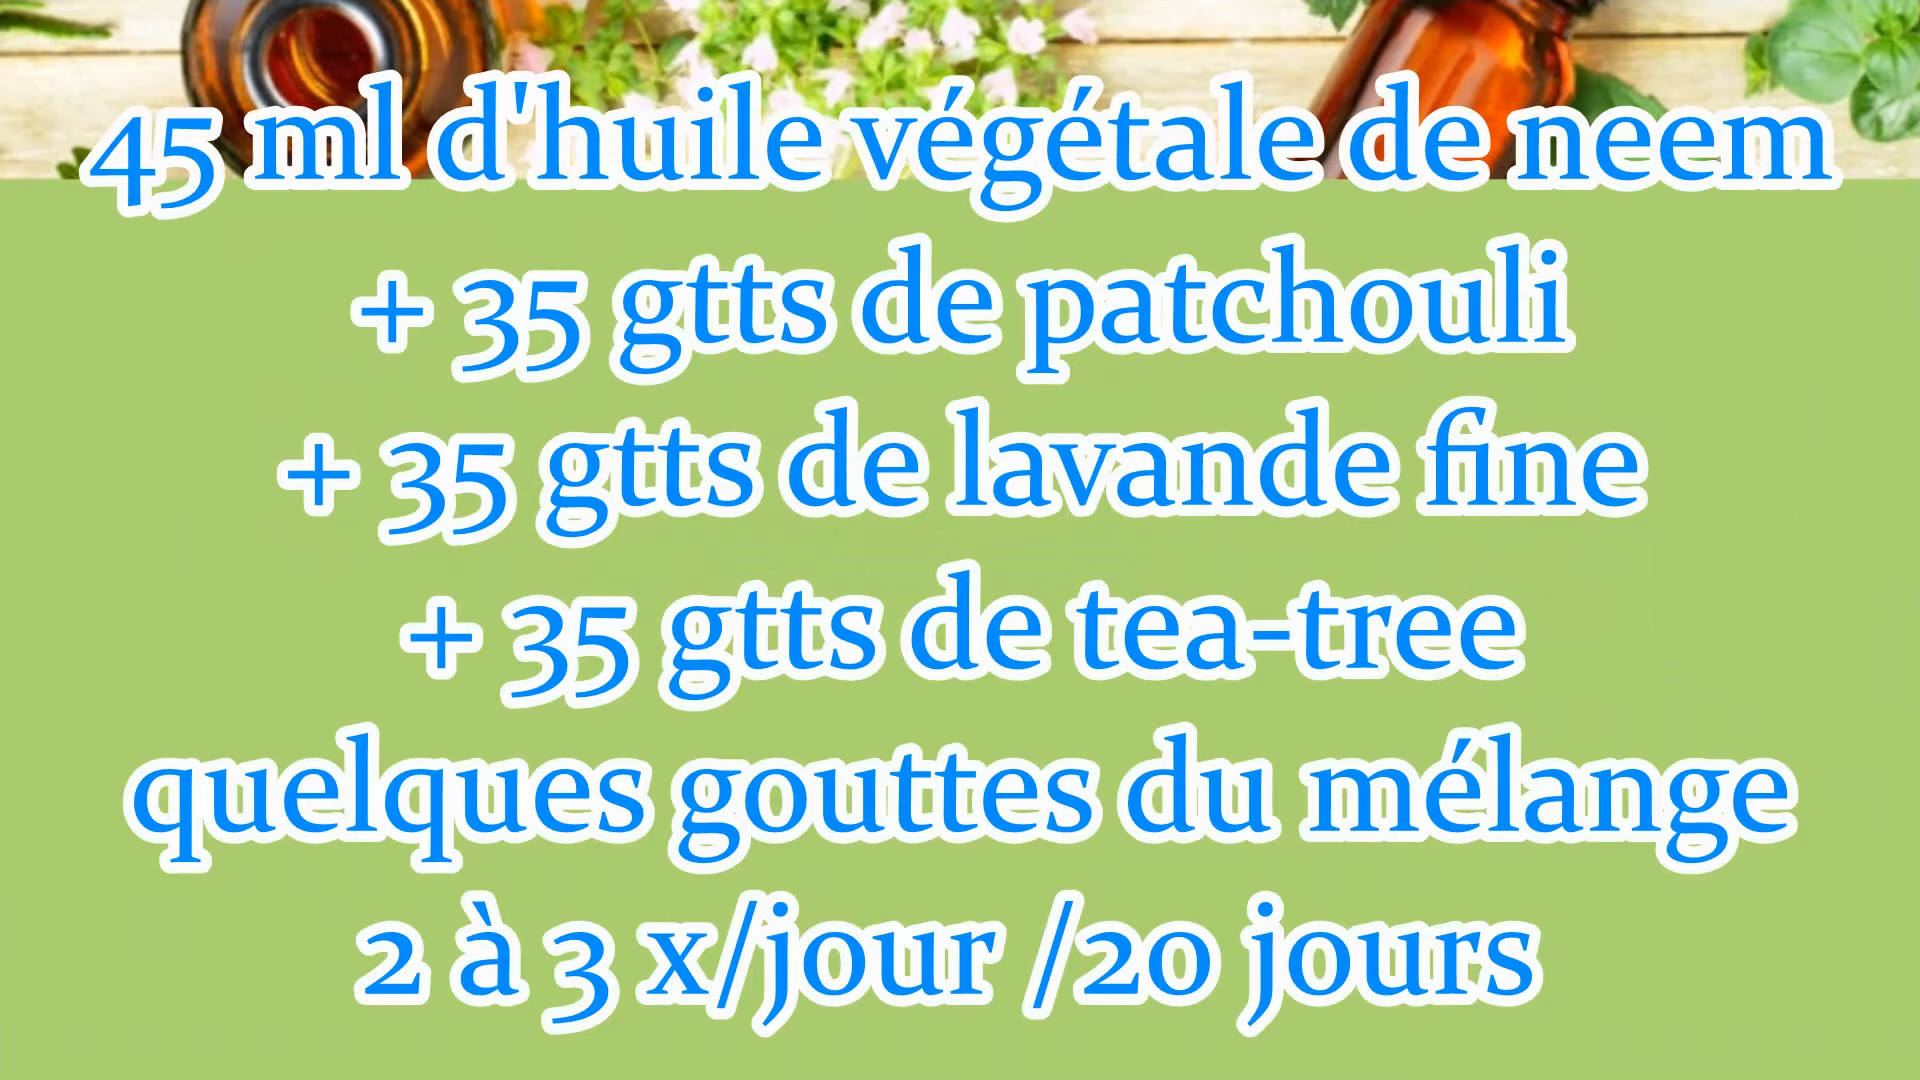 45 ml d'huile végétale de neem
+ 35 gtts de patchouli
+ 35 gtts de lavande fine
+ 35 gtts de tea-tree
quelques gouttes du mélange
2 à 3 x/jour /20 jours